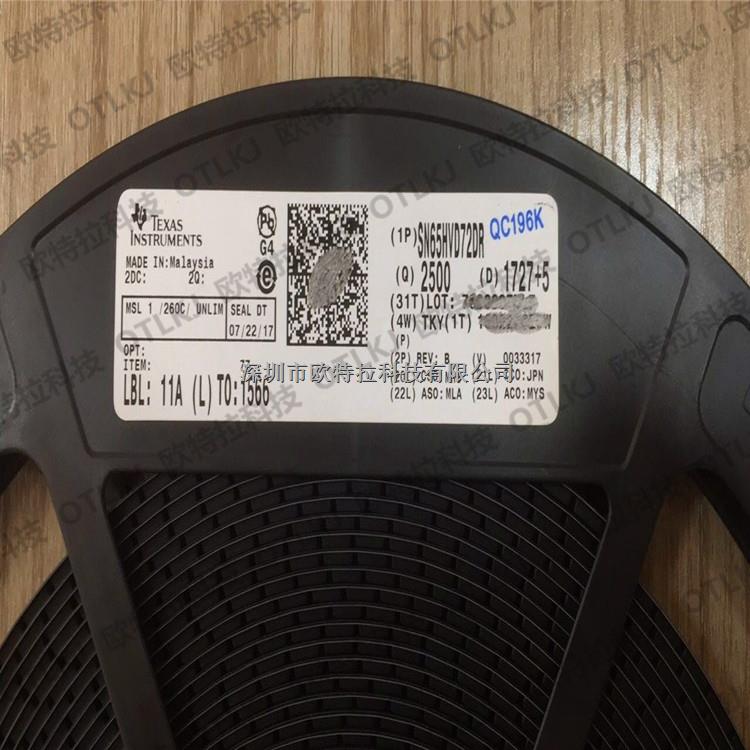 TEXAS
INSTRUMENTS
MADE IN:Malaysia
2DC: 2Q:
MSL 1 /260C/ UNLIM
SEAL DT
07/22/17
OPT:
ITEM: 77
LBL: 11A (L) TO:1566
Pb
G4
e
(1P) SN65HVD72DR
QC196K
(Q) 2500 (D) 1727+5
(31T) LOT:
(4W) TKY(1T)
(P)
(2P) REV: B (V) 0033317
CCO:JPN
(22L) ASO:MLA (23L) ACO:MYS
深圳市欧特拉科技有限公司
欧特拉科技 OTLKJ